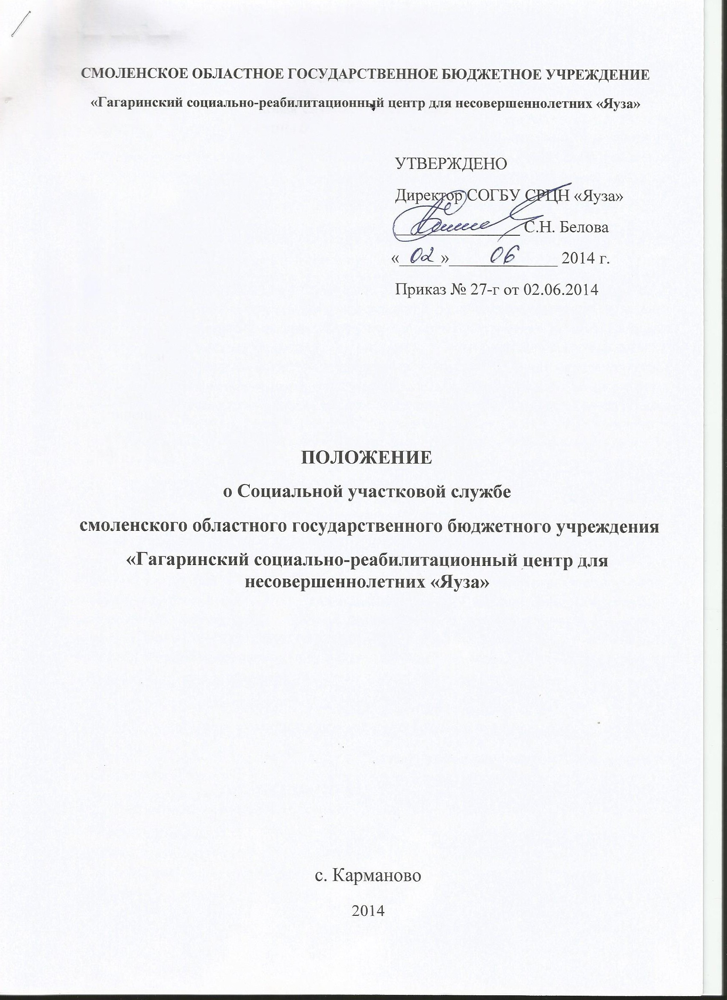 СМОЛЕНСКОЕ ОБЛАСТНОЕ ГОСУДАРСТВЕННОЕ БЮДЖЕТНОЕ УЧРЕЖДЕНИЕ
«Гагаринский социально-реабилитационный центр для несовершеннолетних «Яуза»
УТВЕРЖДЕНО
Директор СОГБУ СРЦН «Яуза»
С.Н. Белова
« 02 » 06 2014 г.
Приказ № 27-г от 02.06.2014
ПОЛОЖЕНИЕ
о Социальной участковой службе
смоленского областного государственного бюджетного учреждения
«Гагаринский социально-реабилитационный центр для
несовершеннолетних «Яуза»
с. Карманово
2014